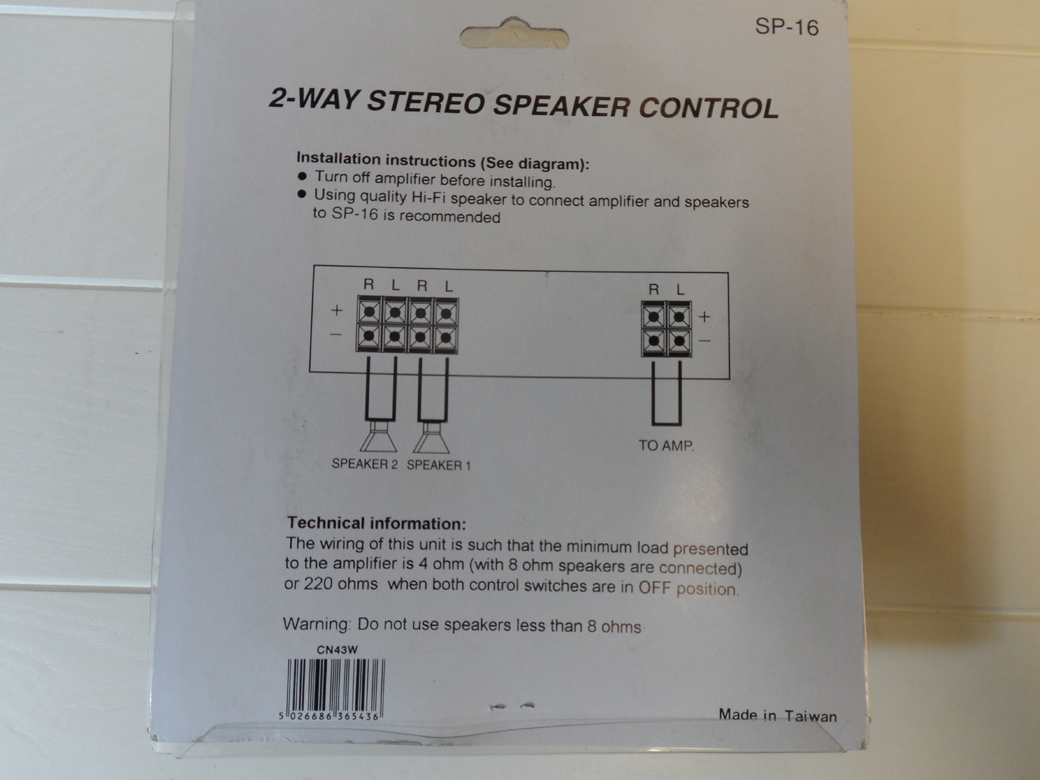 SP-16
2-WAY STEREO SPEAKER CONTROL
Installation instructions (See diagram):
● Turn off amplifier before installing.
● Using quality Hi-Fi speaker to connect amplifier and speakers
to SP-16 is recommended
R L R L R L
+ +
– –
TO AMP.
SPEAKER 2 SPEAKER 1
Technical information:
The wiring of this unit is such that the minimum load presented
to the amplifier is 4 ohm (with 8 ohm speakers are connected)
or 220 ohms when both control switches are in OFF position.
Warning: Do not use speakers less than 8 ohms
CN43W
5 026686 365436
Made in Taiwan